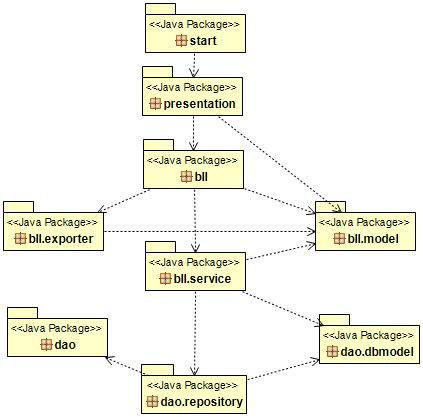 <<Java Package>>
start
<<Java Package>>
presentation
<<Java Package>>
bll
<<Java Package>>
bll.exporter
<<Java Package>>
bll.model
<<Java Package>>
bll.service
<<Java Package>>
dao
<<Java Package>>
dao.dbmodel
<<Java Package>>
dao.repository